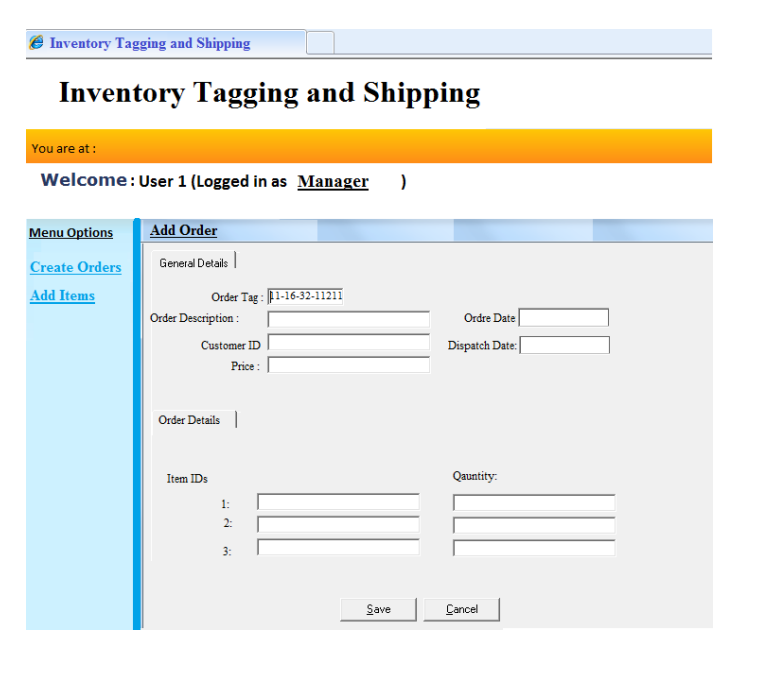 Inventory Tagging and Shipping
Inventory Tagging and Shipping
You are at :
Welcome : User 1 (Logged in as Manager )
Menu Options
Create Orders
Add Items
Add Order
General Details
Order Tag : 11-16-32-11211
Order Description : Ordre Date
Customer ID Dispatch Date:
Price :
Order Details
Item IDs Qauntity:
1:
2:
3:
Save Cancel